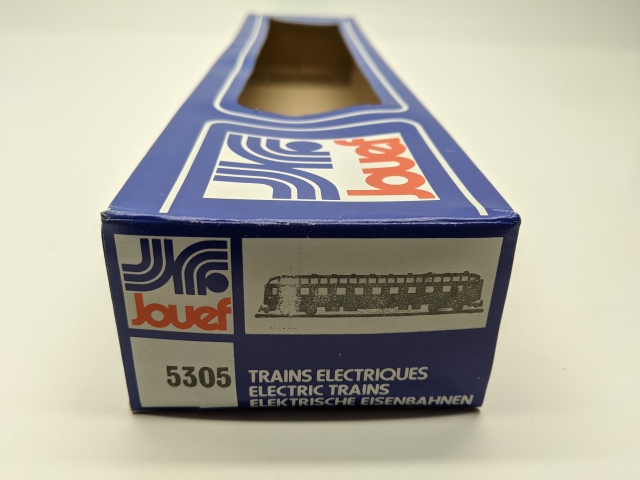 Jouef
Jouef
5305
TRAINS ELECTRIQUES
ELECTRIC TRAINS
ELEKTRISCHE EISENBAHNEN